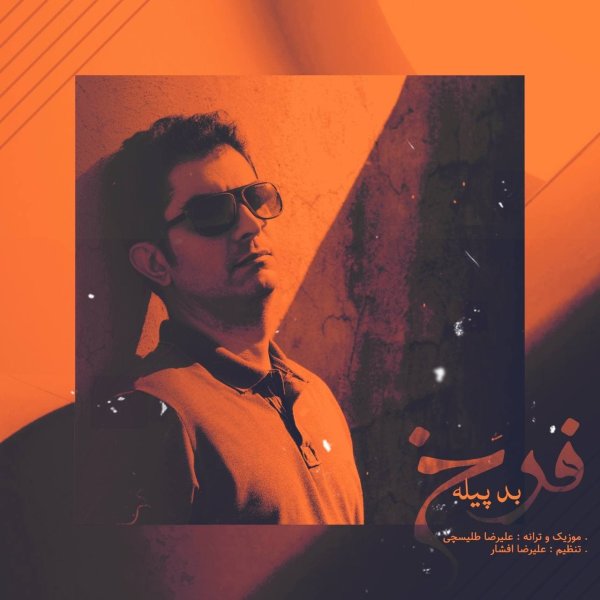 فرخ
بد پیله
. موزیک و ترانه : علیرضا طلیسچی
. تنظیم : علیرضا افشار